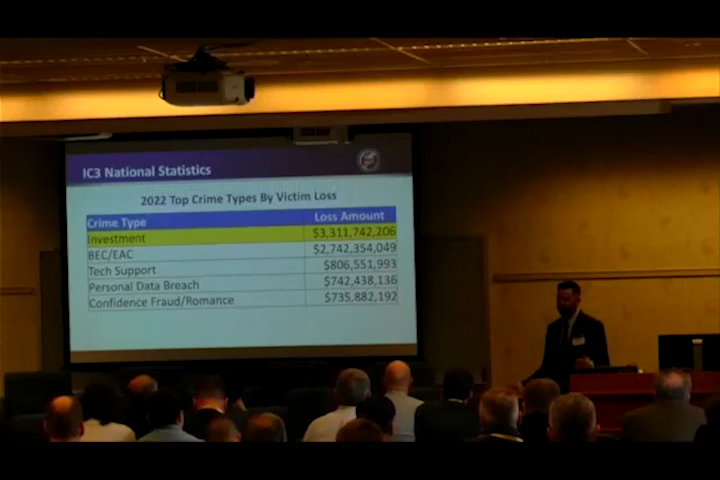 IC3 National Statistics
2022 Top Crime Types By Victim Loss
Crime Type Loss Amount
Investment $3,311,742,206
BEC/EAC $2,742,354,049
Tech Support $806,551,993
Personal Data Breach $742,438,136
Confidence Fraud/Romance $735,882,192